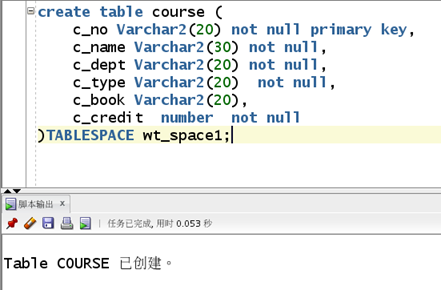 create table course (
c_no Varchar2(20) not null primary key,
c_name Varchar2(30) not null,
c_dept Varchar2(20) not null,
c_type Varchar2(20)  not null,
c_book Varchar2(20),
c_credit  number  not null
)TABLESPACE wt_space1;
脚本输出 ×
任务已完成, 用时 0.053 秒
Table COURSE 已创建。